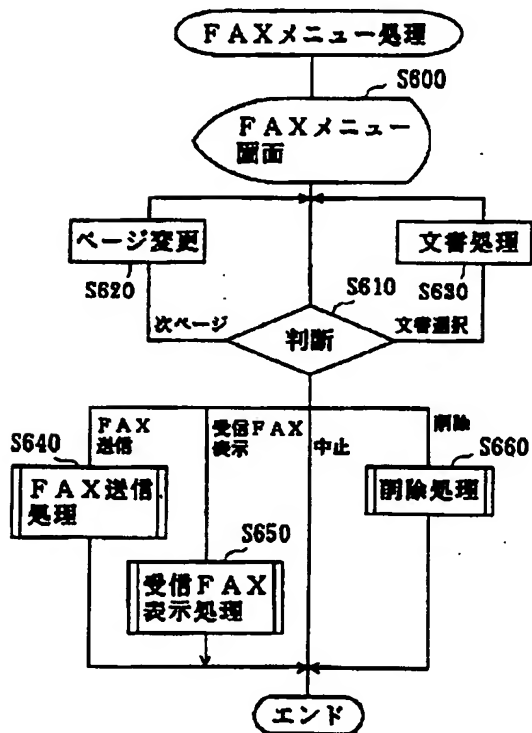 FAXメニュー処理
S600
FAXメニュー
画面
ページ変更
文書処理
S620
S630
S610
次ページ
判断
文書選択
FAX
送信
受信FAX
表示
中止
削除
S640
S660
FAX送信
処理
削除処理
S650
受信FAX
表示処理
エンド